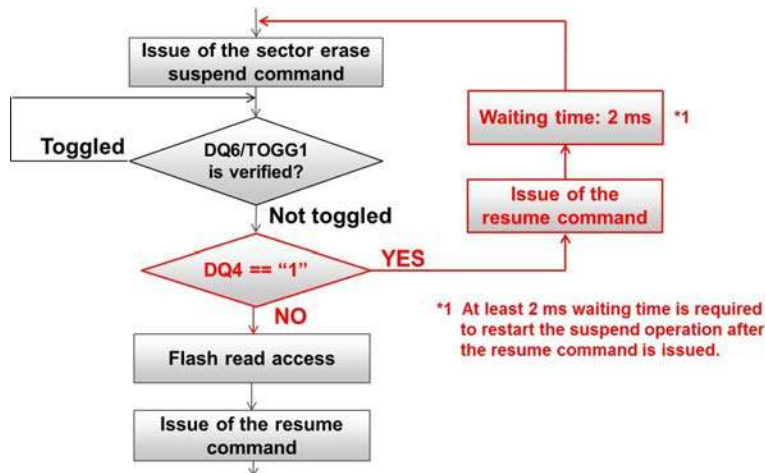 Issue of the sector erase
suspend command
Toggled
DQ6/TOGG1
is verified?
Not toggled
DQ4 == “1”
YES
NO
Flash read access
Issue of the resume
command
Waiting time: 2 ms
*1
Issue of the
resume command
*1 At least 2 ms waiting time is required
to restart the suspend operation after
the resume command is issued.